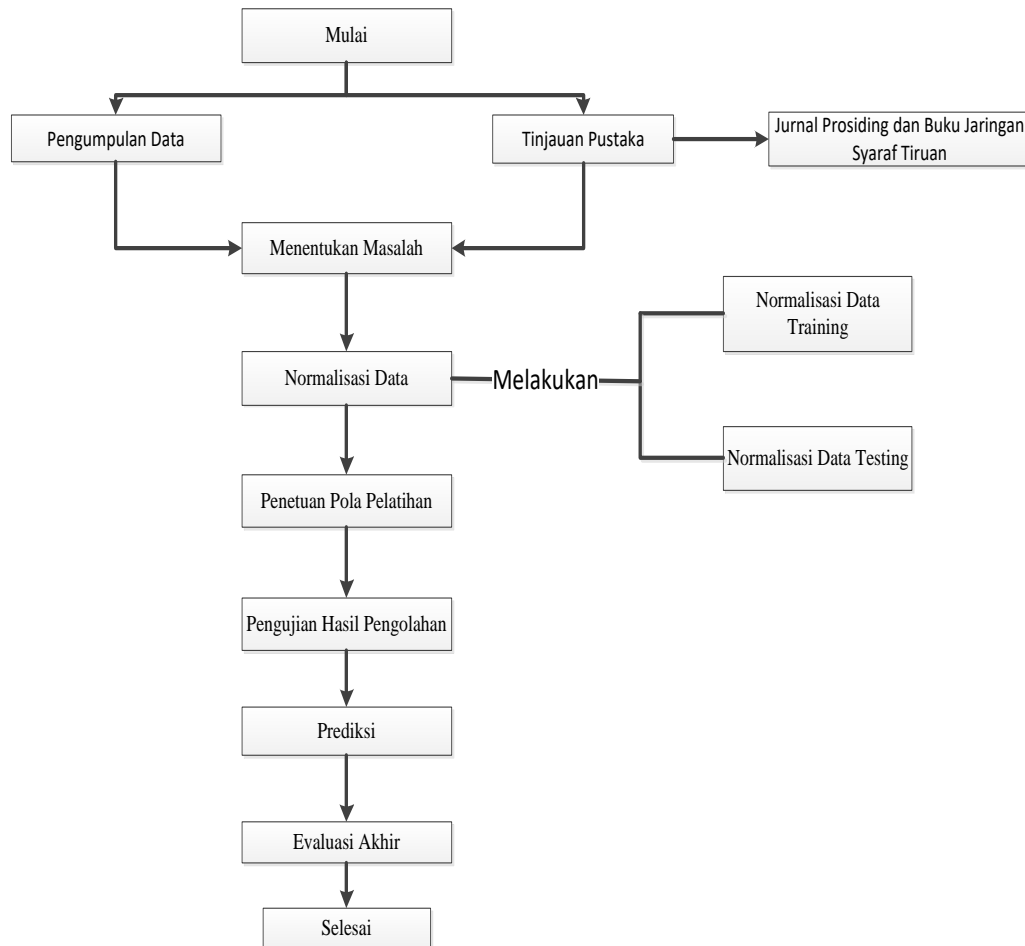 Mulai
Pengumpulan Data
Tinjauan Pustaka
Jurnal Prosiding dan Buku Jaringan
Syaraf Tiruan
Menentukan Masalah
Normalisasi Data
Training
Normalisasi Data
Melakukan
Normalisasi Data Testing
Penetuan Pola Pelatihan
Pengujian Hasil Pengolahan
Prediksi
Evaluasi Akhir
Selesai